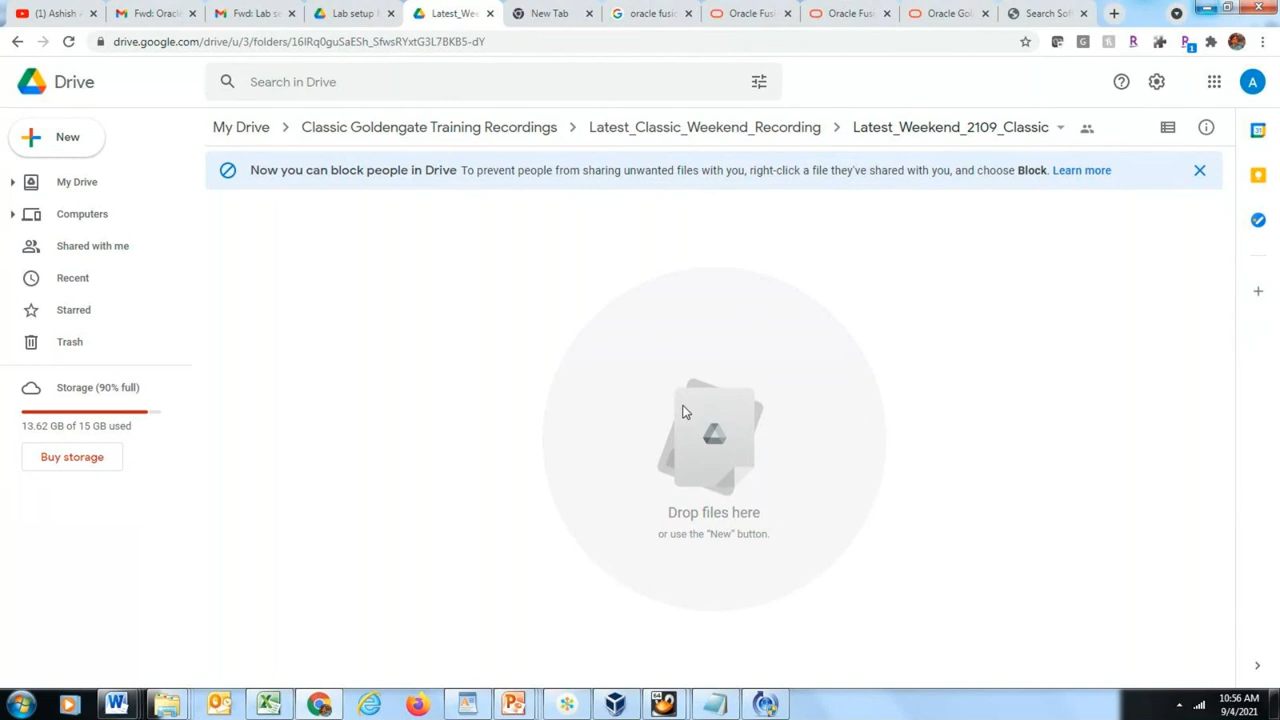 (1) Ashish A
Fwd: Oracl
Fwd: Lab se
Lab setup f
Latest_Wee
oracle fusi
Oracle Fus
Oracle Fus
Oracle Go
Search Soft
drive.google.com/drive/u/3/folders/16lRq0guSaESh_SfwsRYxtG3L7BKB5-dY
Drive
Search in Drive
A
New
My Drive
Classic Goldengate Training Recordings
Latest_Classic_Weekend_Recording
Latest_Weekend_2109_Classic
Now you can block people in Drive To prevent people from sharing unwanted files with you, right-click a file they've shared with you, and choose Block. Learn more
My Drive
Computers
Shared with me
Recent
Starred
Trash
Storage (90% full)
13.62 GB of 15 GB used
Buy storage
Drop files here
or use the "New" button.
10:56 AM
9/4/2021